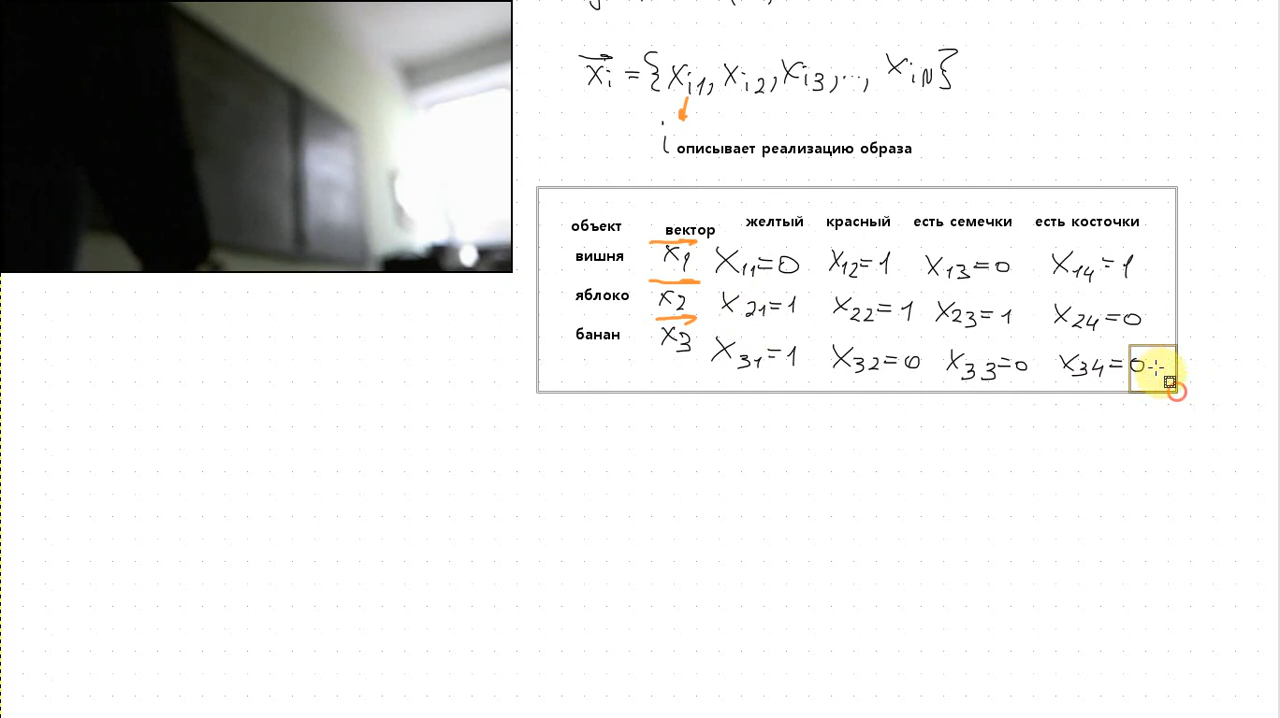 x⃗i = {xi1, xi2, xi3, ..., xiN}
i описывает реализацию образа
объект вектор желтый красный есть семечки есть косточки
вишня x1 x11=0 x12=1 x13=0 x14=1
яблоко x2 x21=1 x22=1 x23=1 x24=0
банан x3 x31=1 x32=0 x33=0 x34=0